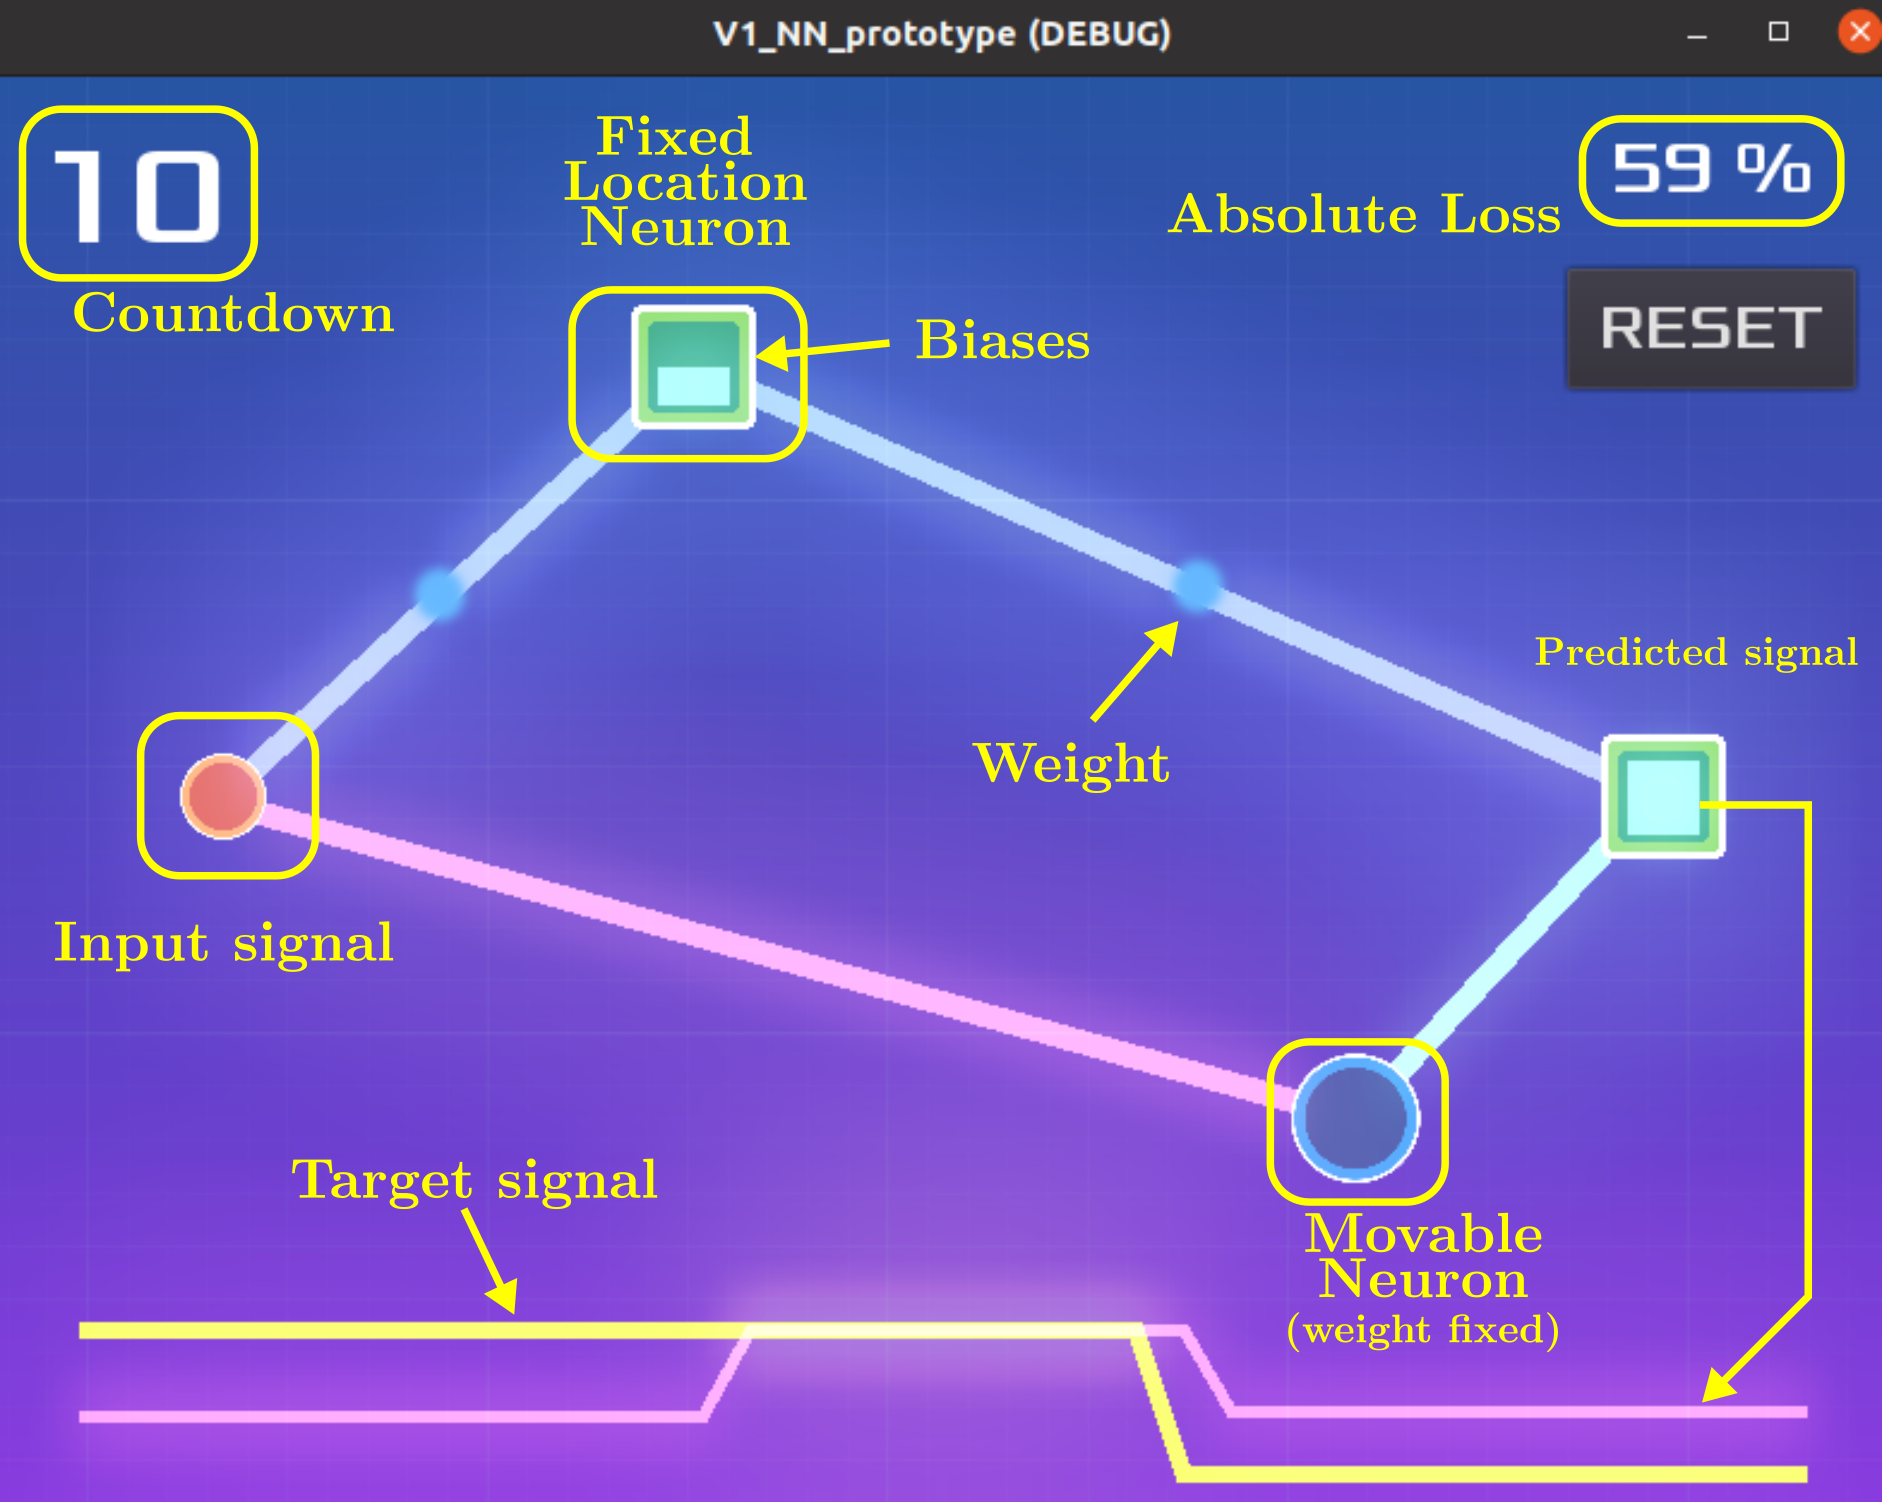 V1_NN_prototype (DEBUG)
10
Countdown
Fixed
Location
Neuron
59 %
Absolute Loss
RESET
Biases
Weight
Predicted signal
Input signal
Target signal
Movable
Neuron
(weight fixed)